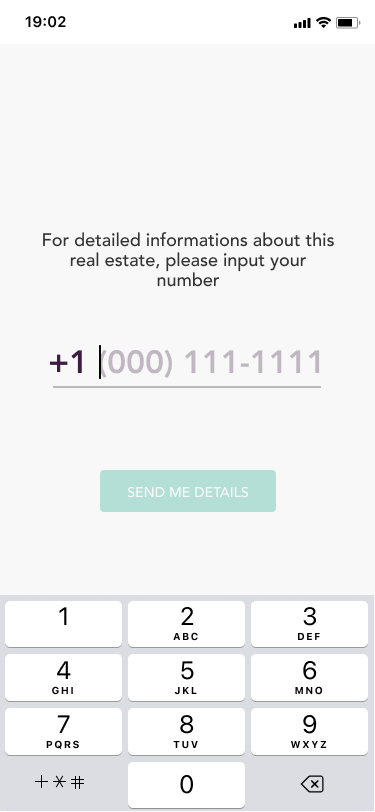 19:02
For detailed informations about this
real estate, please input your
number
+1 (000) 111-1111
SEND ME DETAILS
1 2 3
ABC DEF
4 5 6
GHI JKL MNO
7 8 9
PQRS TUV WXYZ
+*# 0